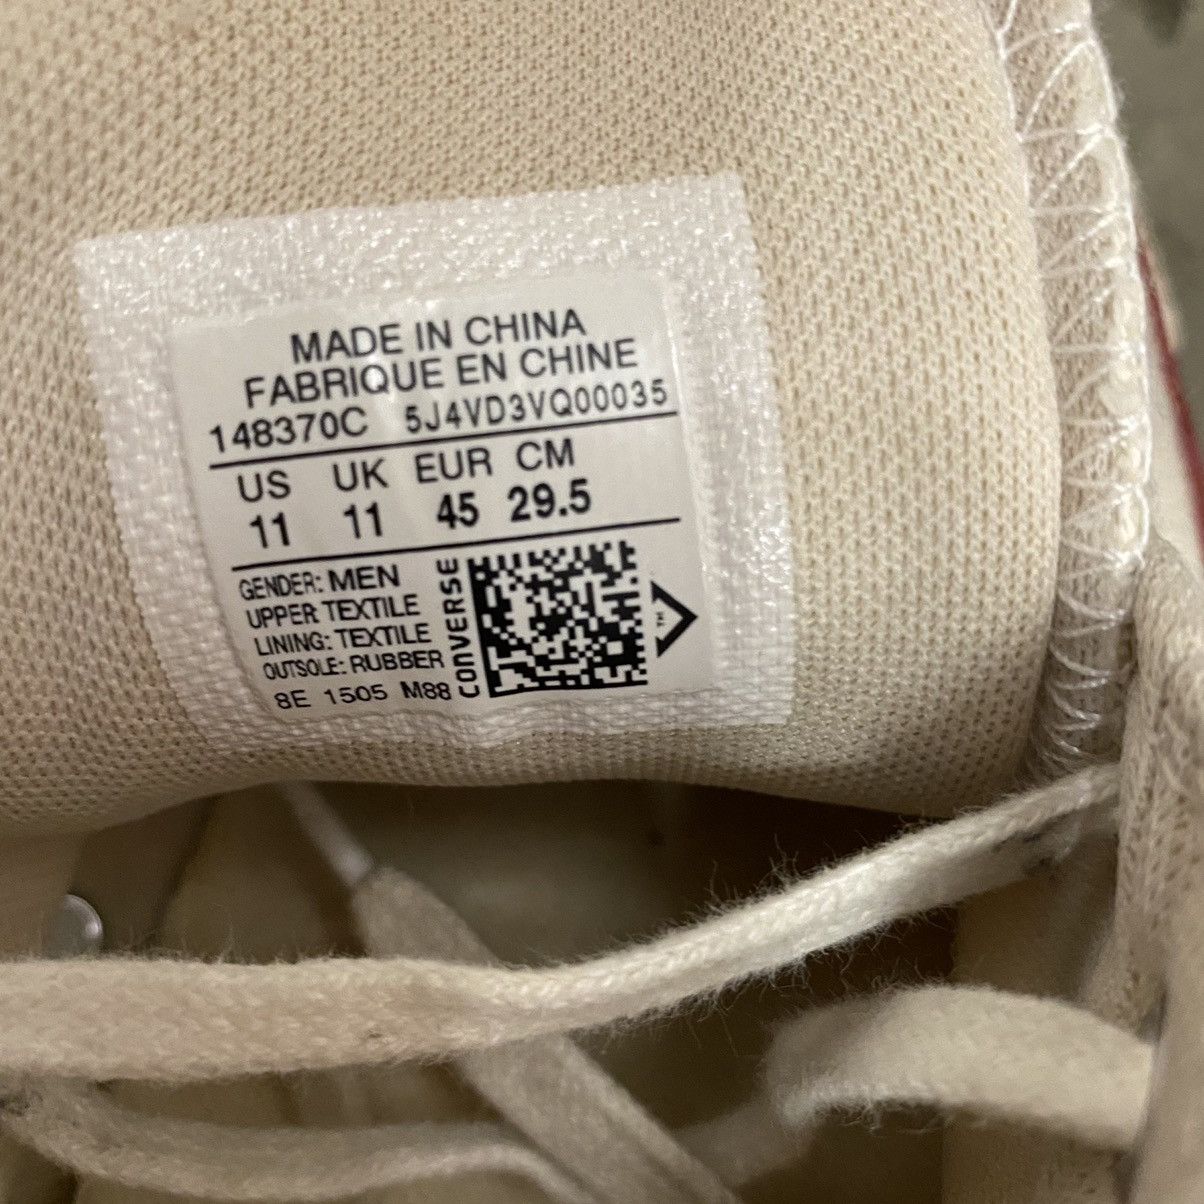 MADE IN CHINA
FABRIQUE EN CHINE
148370C 5J4VD3VQ00035
US UK EUR CM
11 11 45 29.5
GENDER: MEN
UPPER: TEXTILE
LINING: TEXTILE
OUTSOLE: RUBBER
8E 1505 M88
CONVERSE
TM